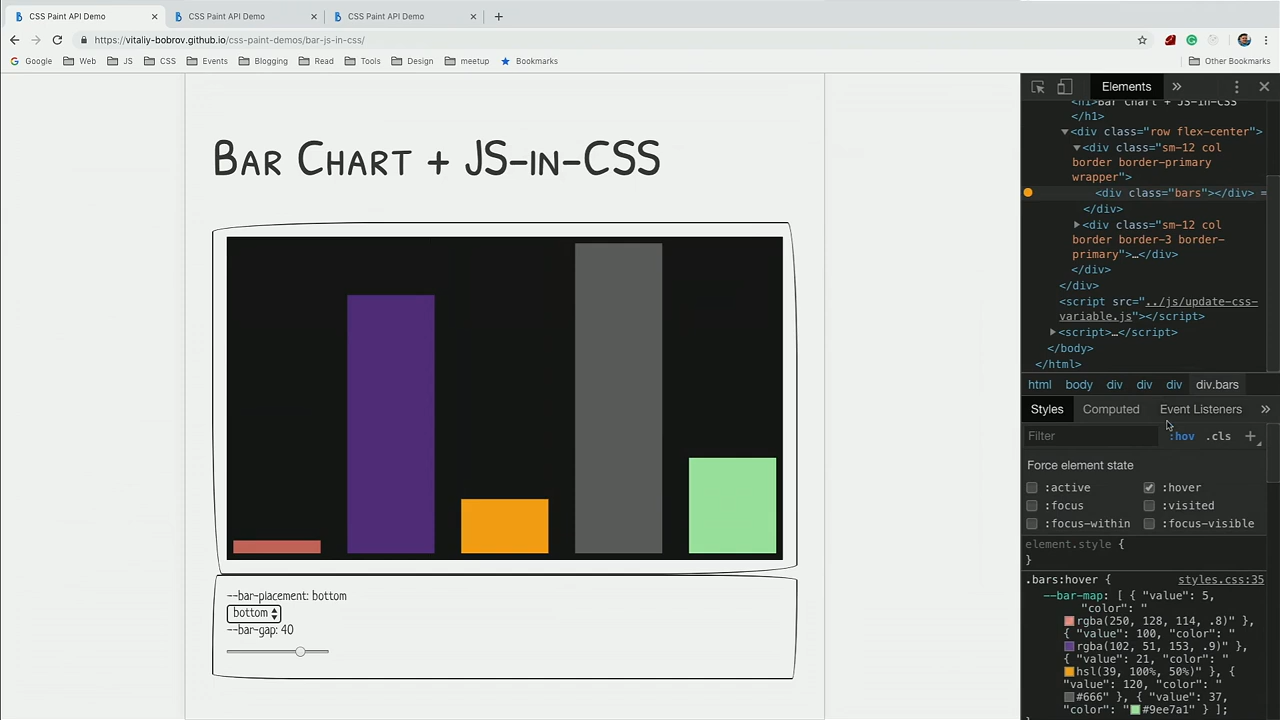 CSS Paint API Demo
CSS Paint API Demo
CSS Paint API Demo
https://vitaliy-bobrov.github.io/css-paint-demos/bar-js-in-css/
Google Web JS CSS Events Blogging Read Tools Design meetup Bookmarks Other Bookmarks
Bar Chart + JS-in-CSS
--bar-placement: bottom
bottom
--bar-gap: 40
Elements
<h1>Bar Chart + JS-in-CSS
</h1>
<div class="row flex-center">
<div class="sm-12 col
border border-primary
wrapper">
<div class="bars"></div> =
</div>
<div class="sm-12 col
border border-3 border-
primary">…</div>
</div>
</div>
<script src="../js/update-css-
variable.js"></script>
<script>…</script>
</body>
</html>
html body div div div div.bars
Styles Computed Event Listeners
Filter :hov .cls
Force element state
:active :hover
:focus :visited
:focus-within :focus-visible
element.style {
}
.bars:hover { styles.css:35
--bar-map: [ { "value": 5,
"color": "
rgba(250, 128, 114, .8)" },
{ "value": 100, "color": "
rgba(102, 51, 153, .9)" },
{ "value": 21, "color": "
hsl(39, 100%, 50%)" }, {
"value": 120, "color": "
#666" }, { "value": 37,
"color": "#9ee7a1" } ];